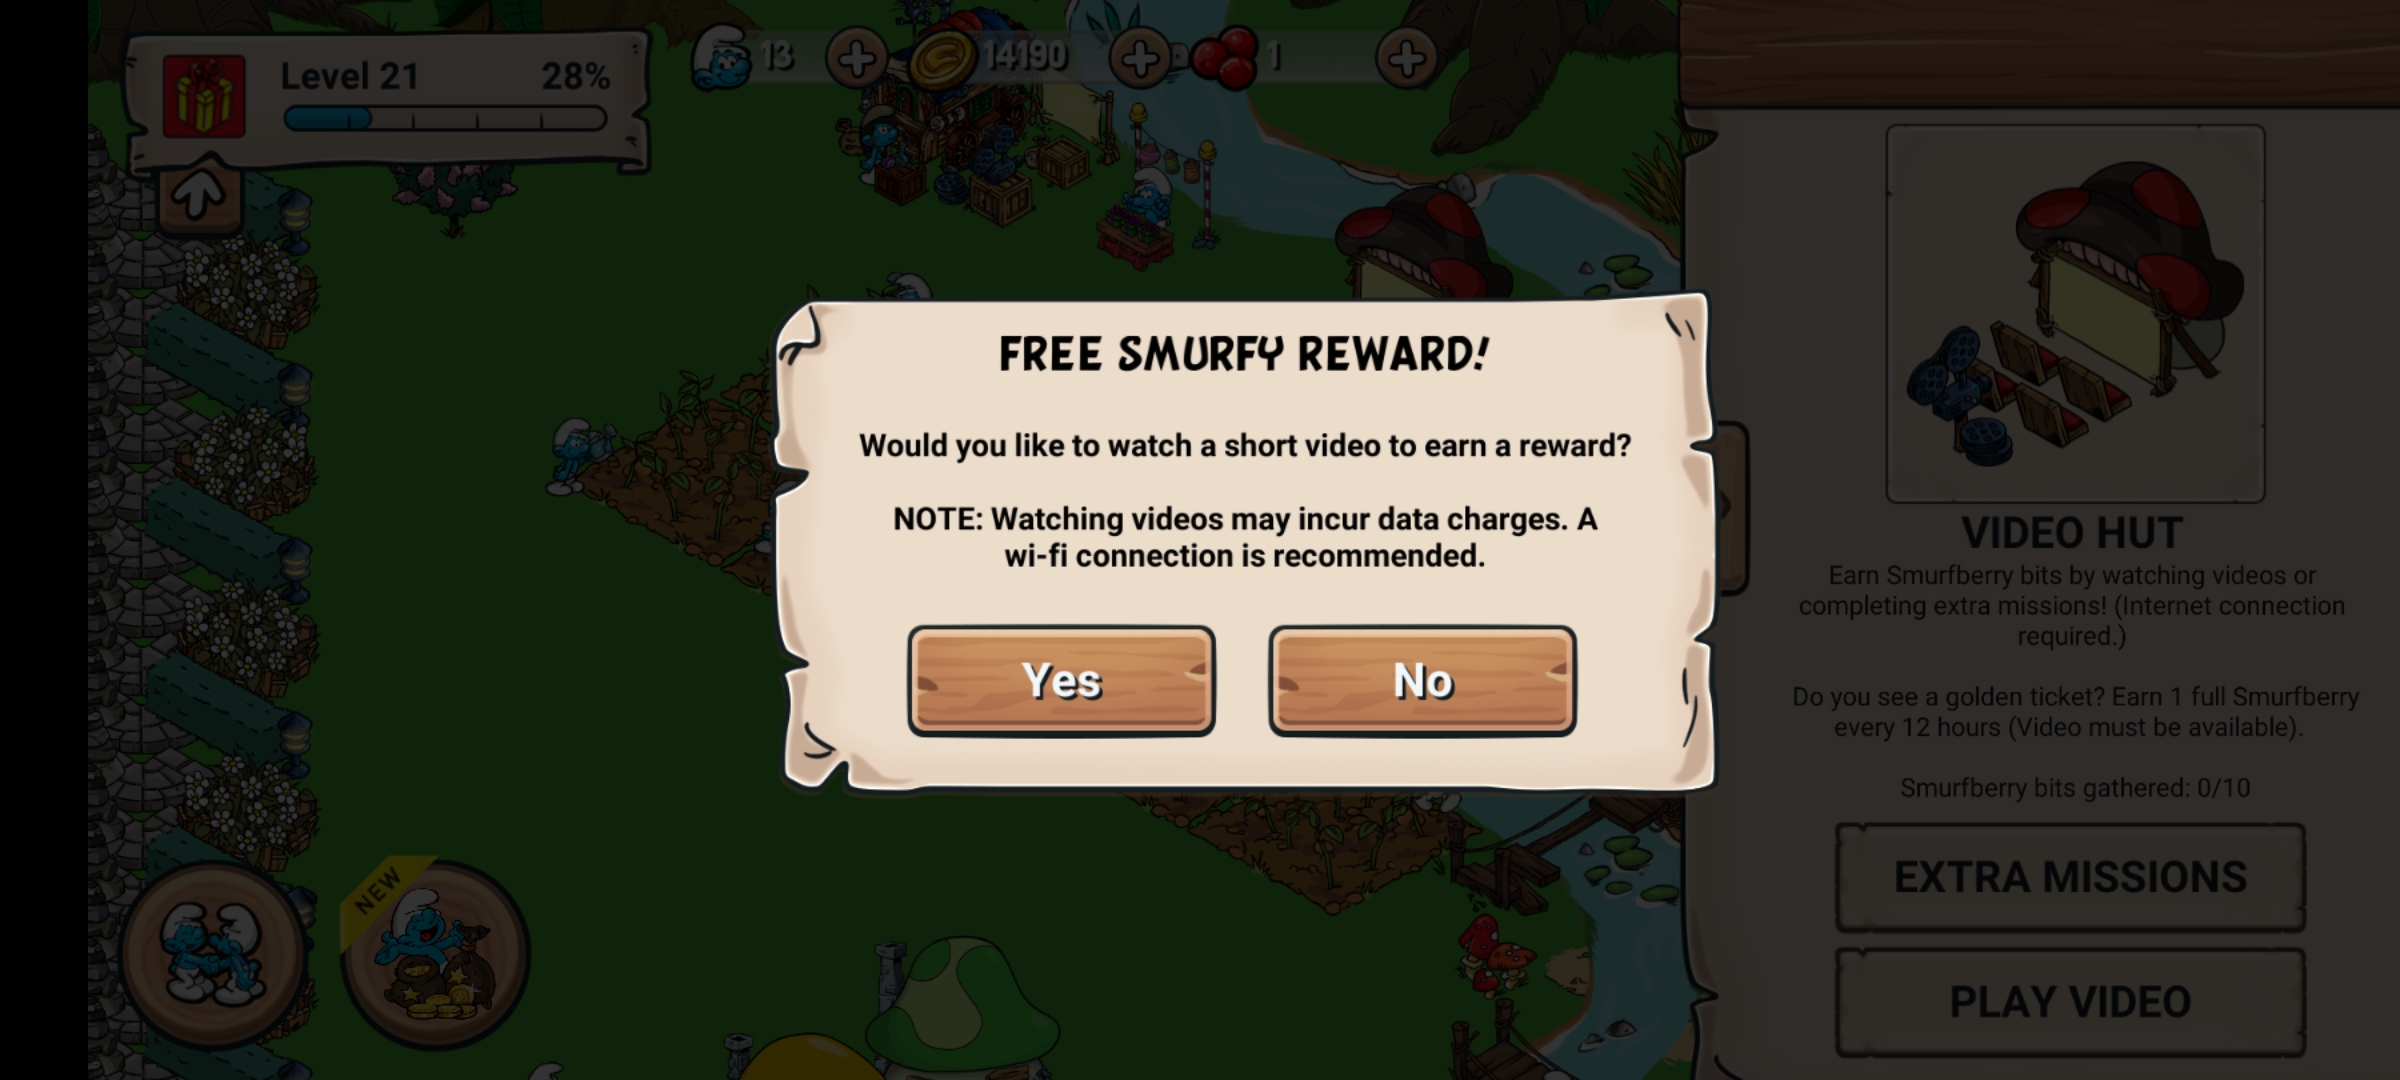 Level 21 28%
13
14190
1
FREE SMURFY REWARD!
Would you like to watch a short video to earn a reward?
NOTE: Watching videos may incur data charges. A
wi-fi connection is recommended.
Yes
No
VIDEO HUT
Earn Smurfberry bits by watching videos or
completing extra missions! (Internet connection
required.)
Do you see a golden ticket? Earn 1 full Smurfberry
every 12 hours (Video must be available).
Smurfberry bits gathered: 0/10
EXTRA MISSIONS
PLAY VIDEO
NEW